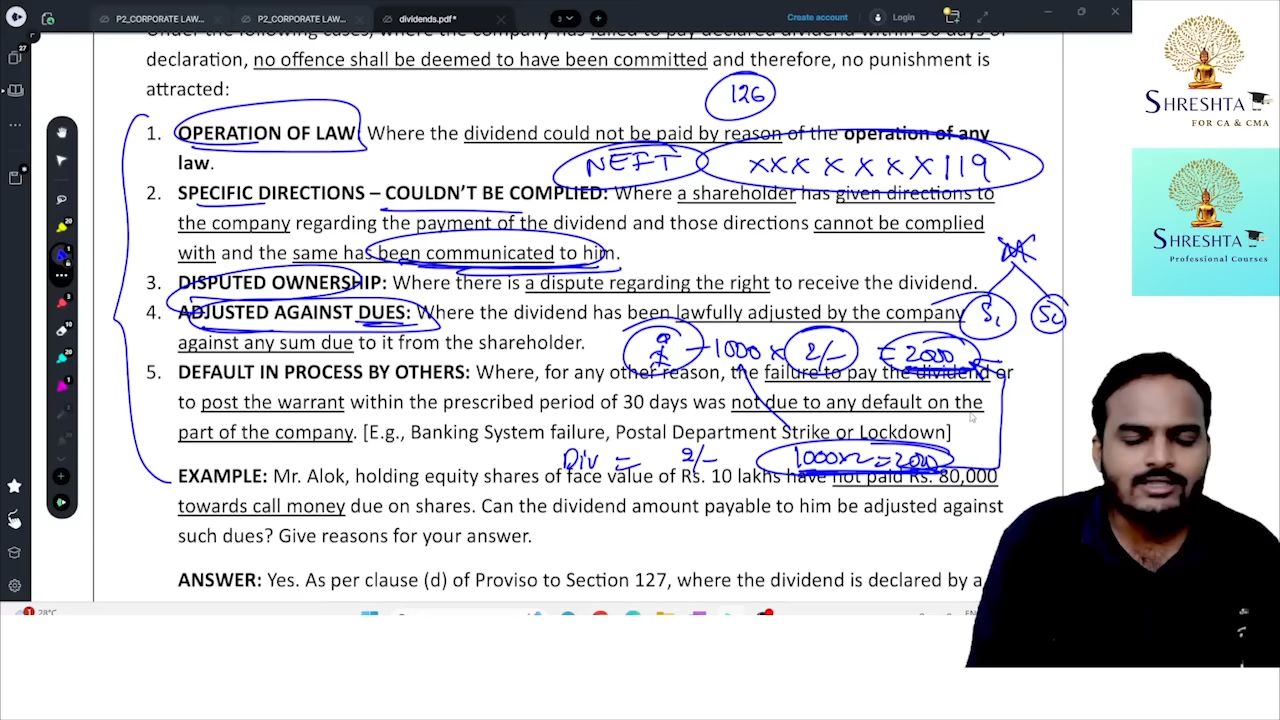 P2_CORPORATE LAW...
P2_CORPORATE LAW...
dividends.pdf*
3
Create account
Login
27
declaration, no offence shall be deemed to have been committed and therefore, no punishment is
attracted:
126
1. OPERATION OF LAW: Where the dividend could not be paid by reason of the operation of any
law.
NEFT XXX X X X X 119
2. SPECIFIC DIRECTIONS – COULDN'T BE COMPLIED: Where a shareholder has given directions to
the company regarding the payment of the dividend and those directions cannot be complied
with and the same has been communicated to him.
3. DISPUTED OWNERSHIP: Where there is a dispute regarding the right to receive the dividend.
S1 S2
4. ADJUSTED AGAINST DUES: Where the dividend has been lawfully adjusted by the company
against any sum due to it from the shareholder.
1000 × 2/- = 2000
5. DEFAULT IN PROCESS BY OTHERS: Where, for any other reason, the failure to pay the dividend or
to post the warrant within the prescribed period of 30 days was not due to any default on the
part of the company. [E.g., Banking System failure, Postal Department Strike or Lockdown]
Div = 2/- 1000x2=2000
EXAMPLE: Mr. Alok, holding equity shares of face value of Rs. 10 lakhs have not paid Rs. 80,000
towards call money due on shares. Can the dividend amount payable to him be adjusted against
such dues? Give reasons for your answer.
ANSWER: Yes. As per clause (d) of Proviso to Section 127, where the dividend is declared by a
28°C
SHRESHTA
FOR CA & CMA
SHRESHTA
Professional Courses